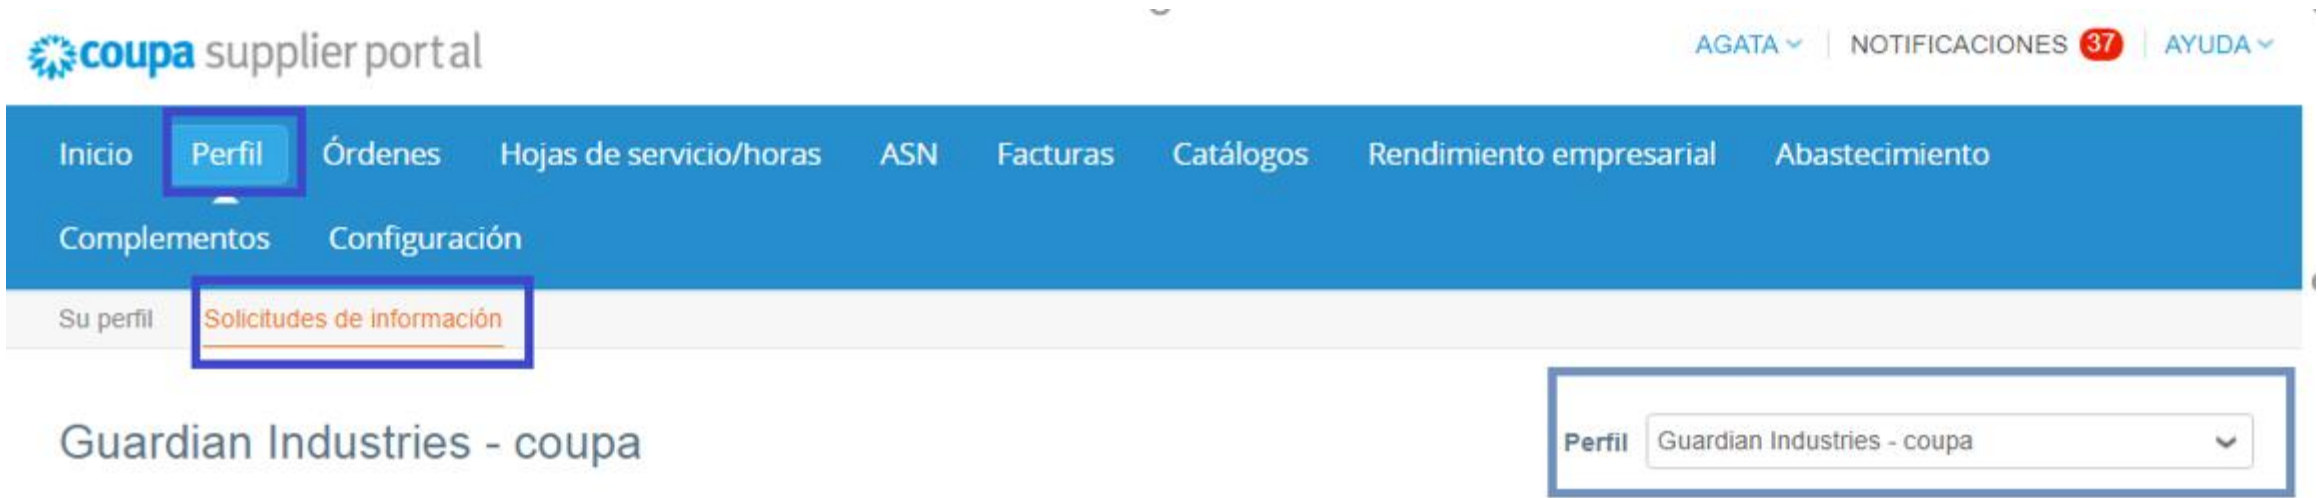 coupa supplier portal
AGATA NOTIFICACIONES 37 AYUDA
Inicio Perfil Órdenes Hojas de servicio/horas ASN Facturas Catálogos Rendimiento empresarial Abastecimiento
Complementos Configuración
Su perfil Solicitudes de información
Guardian Industries - coupa
Perfil Guardian Industries - coupa